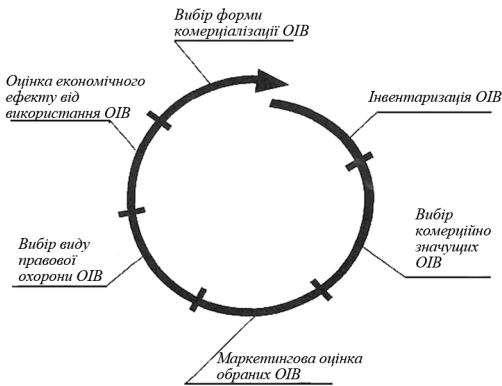 Вибір форми
комерціалізації ОІВ
Оцінка економічного
ефекту від
використання ОІВ
Інвентаризація ОІВ
Вибір
комерційно
значущих
ОІВ
Вибір виду
правової
охорони ОІВ
Маркетингова оцінка
обраних ОІВ